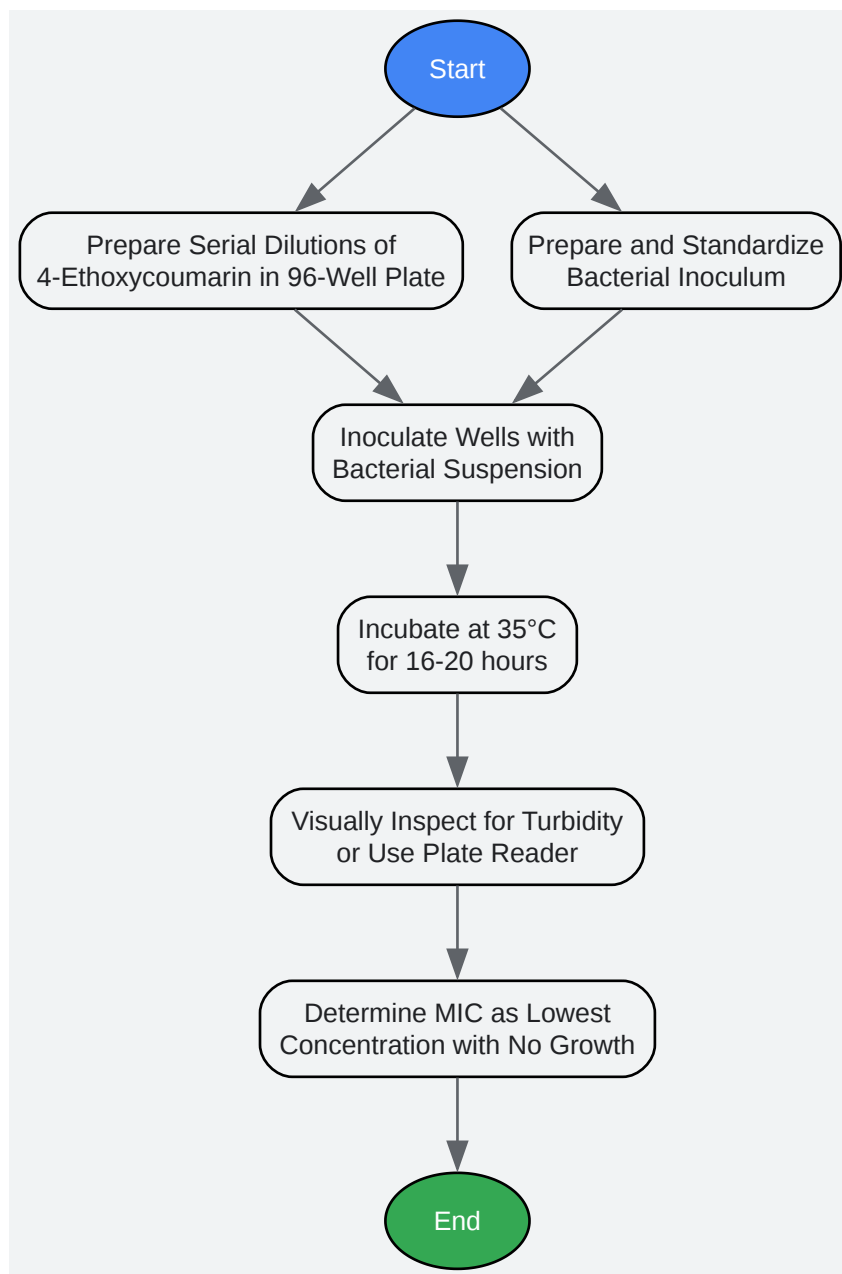 Start
Prepare Serial Dilutions of
4-Ethoxycoumarin in 96-Well Plate
Prepare and Standardize
Bacterial Inoculum
Inoculate Wells with
Bacterial Suspension
Incubate at 35°C
for 16-20 hours
Visually Inspect for Turbidity
or Use Plate Reader
Determine MIC as Lowest
Concentration with No Growth
End